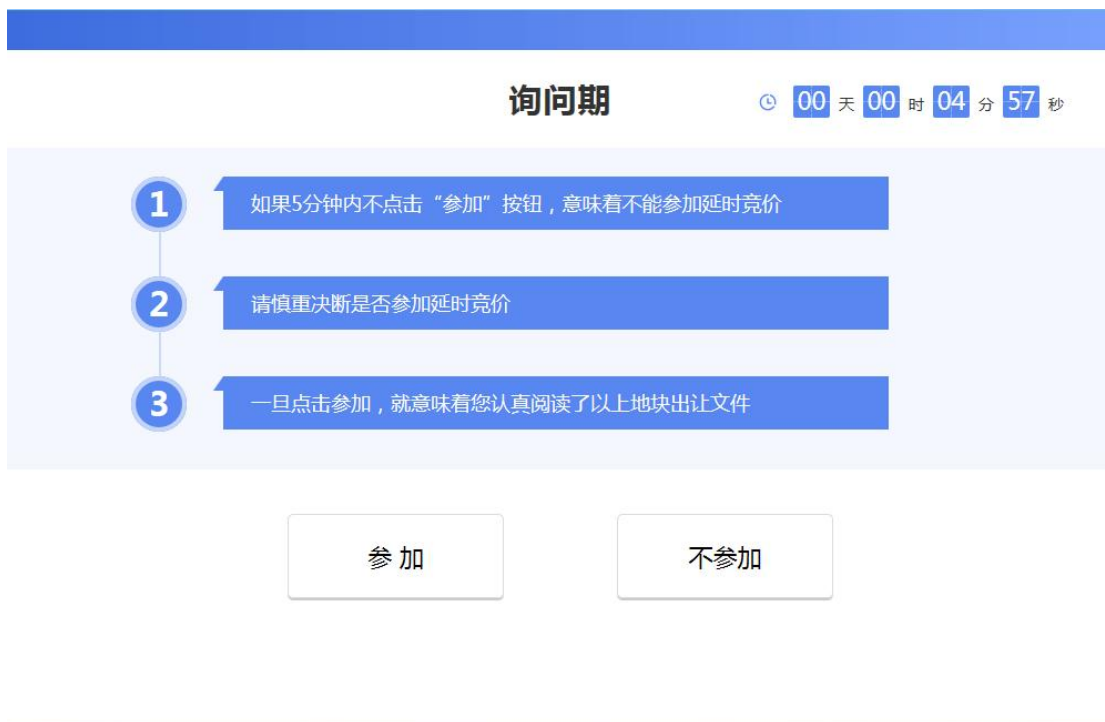 询问期
00 天 00 时 04 分 57 秒
1 如果5分钟内不点击“参加”按钮，意味着不能参加延时竞价
2 请慎重决断是否参加延时竞价
3 一旦点击参加，就意味着您认真阅读了以上地块出让文件
参 加
不参加